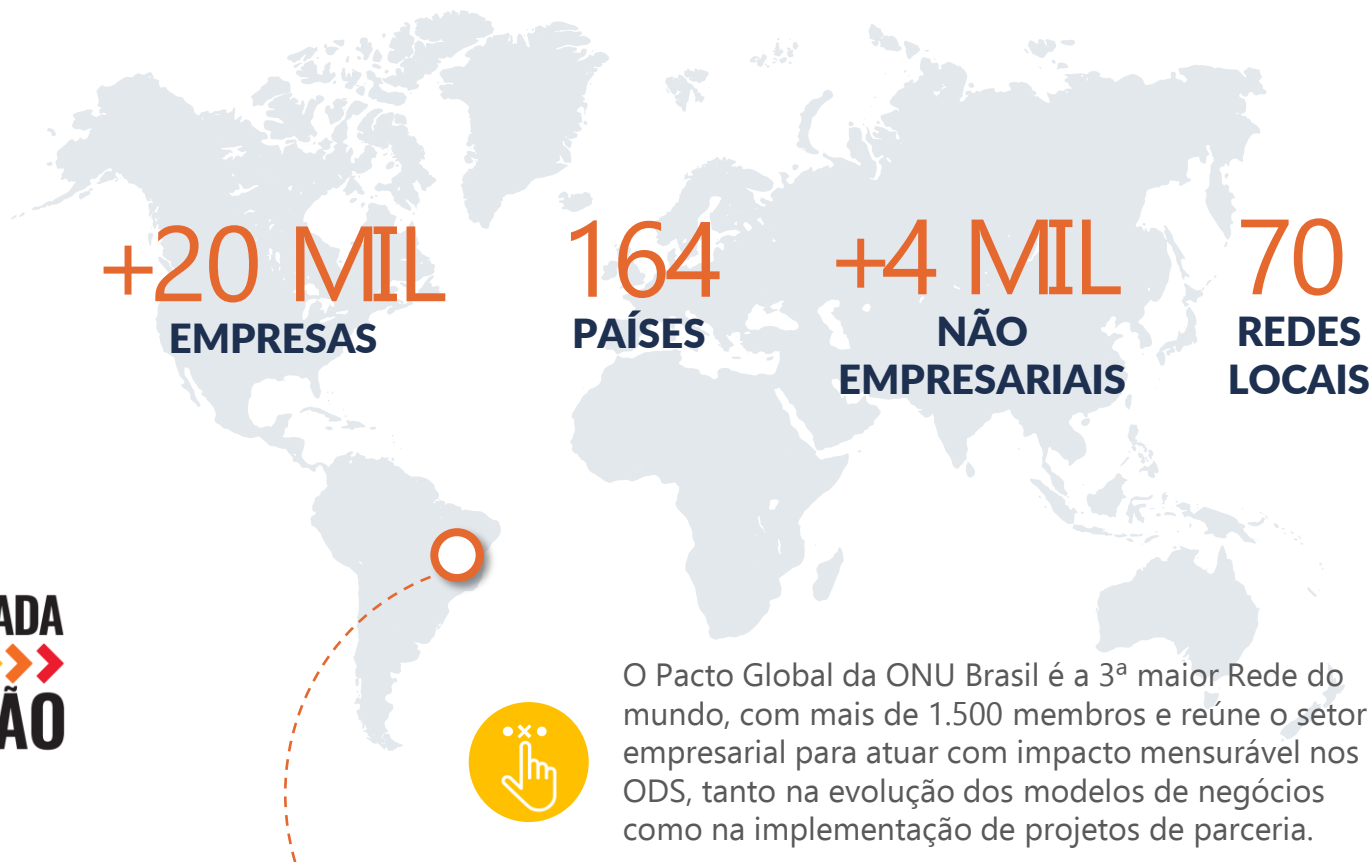 +20 MIL
EMPRESAS
164
PAÍSES
+4 MIL
NÃO
EMPRESARIAIS
70
REDES
LOCAIS
O Pacto Global da ONU Brasil é a 3ª maior Rede do
mundo, com mais de 1.500 membros e reúne o setor
empresarial para atuar com impacto mensurável nos
ODS, tanto na evolução dos modelos de negócios
como na implementação de projetos de parceria.